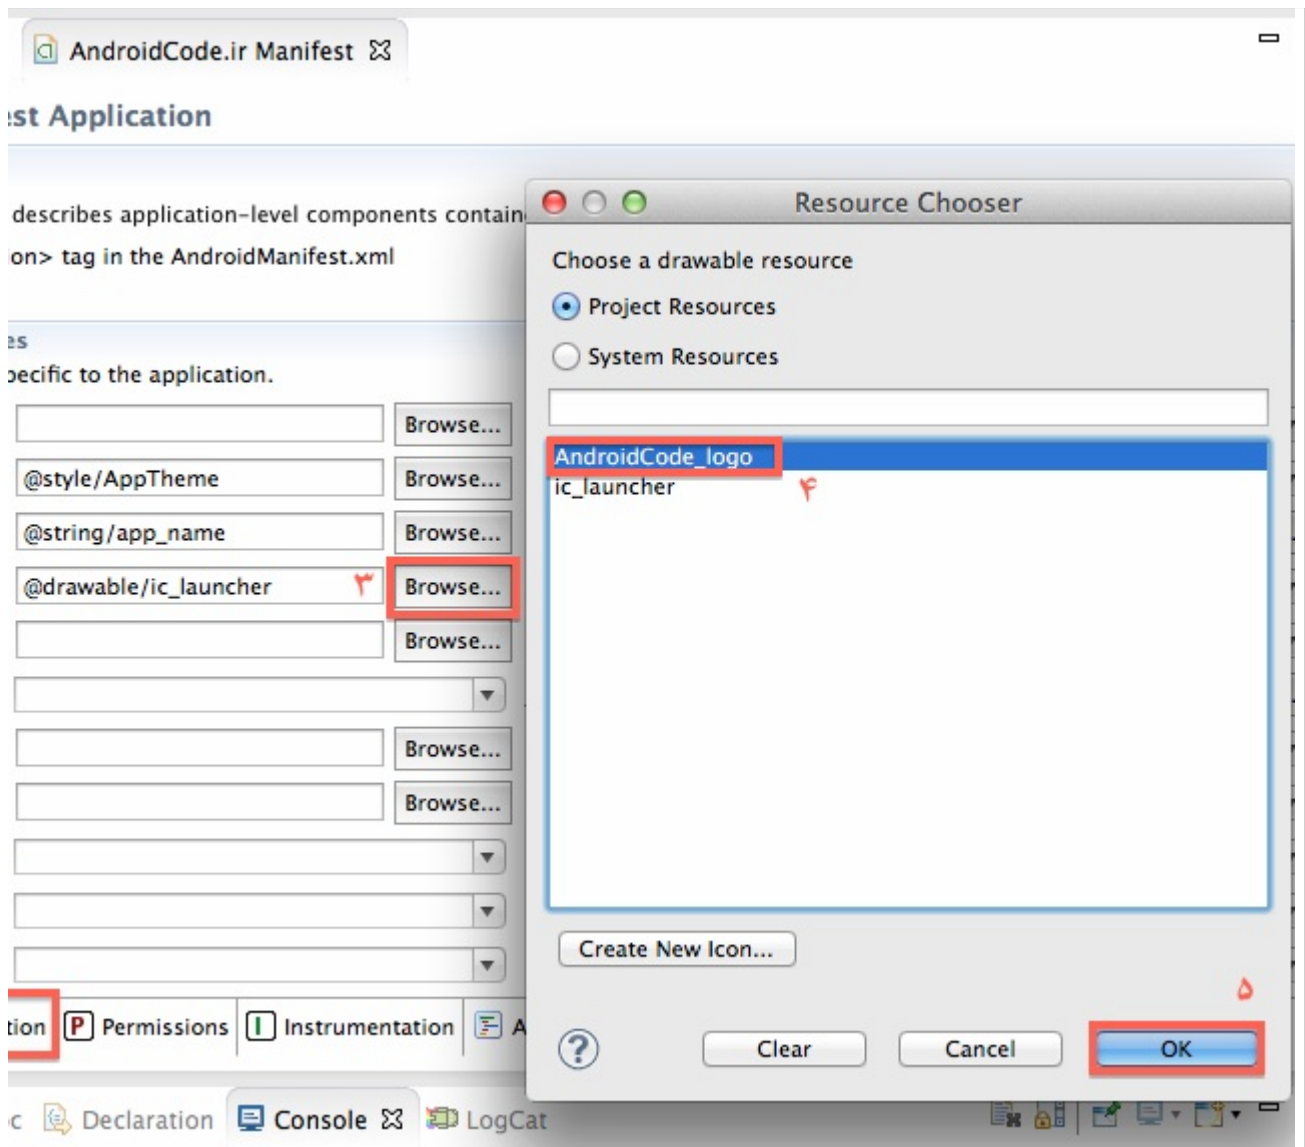 AndroidCode.ir Manifest
est Application
describes application-level components contain
on> tag in the AndroidManifest.xml
es
pecific to the application.
Browse...
@style/AppTheme Browse...
@string/app_name Browse...
@drawable/ic_launcher ۳ Browse...
Browse...
Browse...
Browse...
tion P Permissions I Instrumentation A
c Declaration Console LogCat
Resource Chooser
Choose a drawable resource
Project Resources
System Resources
AndroidCode_logo
ic_launcher ۴
Create New Icon...
۵
? Clear Cancel OK